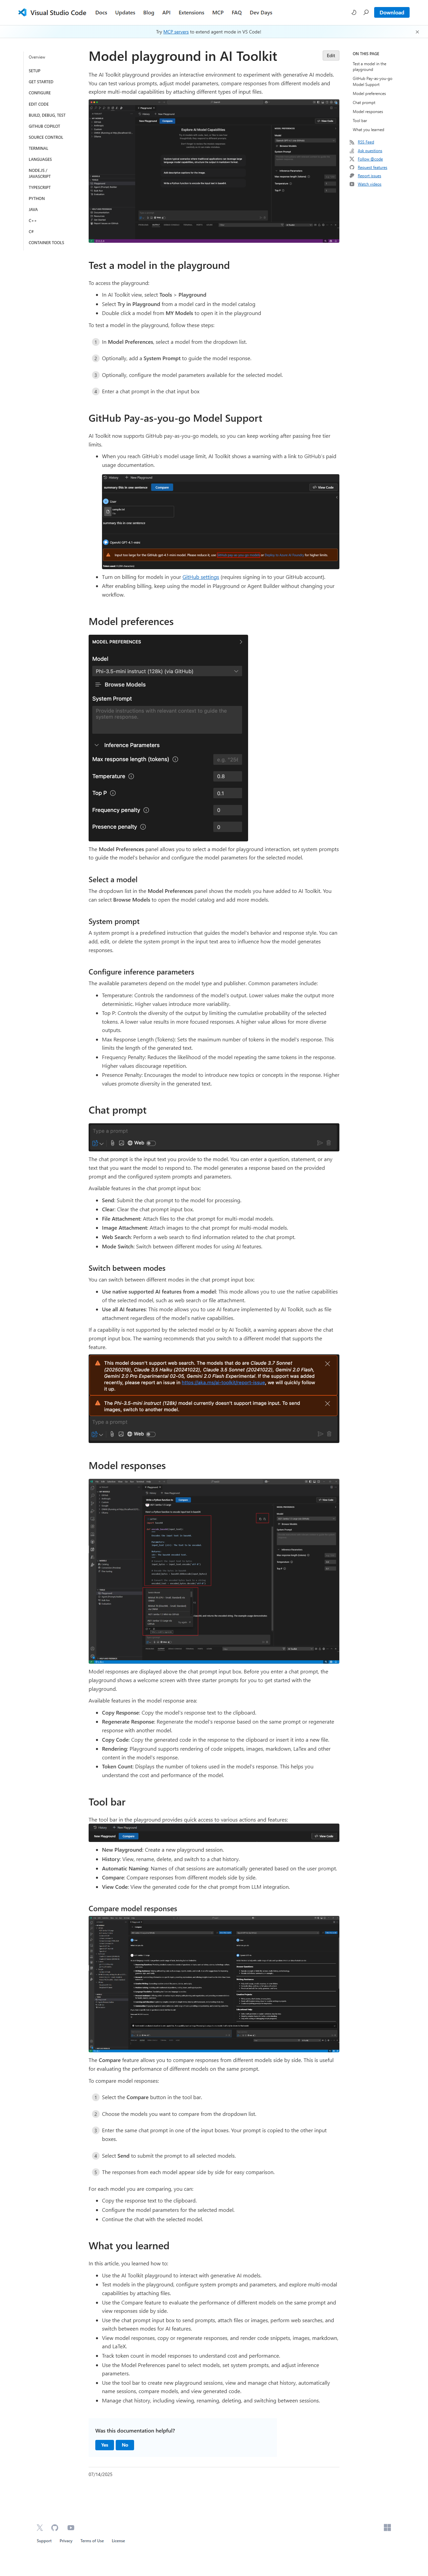 Visual Studio Code
Docs Updates Blog API Extensions MCP FAQ Dev Days
Download
Try MCP servers to extend agent mode in VS Code!
Overview
SETUP
GET STARTED
CONFIGURE
EDIT CODE
BUILD, DEBUG, TEST
GITHUB COPILOT
SOURCE CONTROL
TERMINAL
LANGUAGES
NODE.JS /
JAVASCRIPT
TYPESCRIPT
PYTHON
JAVA
C++
C#
CONTAINER TOOLS
Model playground in AI Toolkit
Edit
The AI Toolkit playground provides an interactive environment to experiment with generative AI models.
You can test various prompts, adjust model parameters, compare responses from different models, and
explore multi-modal capabilities by attaching different types of input files.
Explore AI Model Capabilities
Test a model in the playground
To access the playground:
In AI Toolkit view, select Tools > Playground
Select Try in Playground from a model card in the model catalog
Double click a model from MY Models to open it in the playground
To test a model in the playground, follow these steps:
1 In Model Preferences, select a model from the dropdown list.
2 Optionally, add a System Prompt to guide the model response.
3 Optionally, configure the model parameters available for the selected model.
4 Enter a chat prompt in the chat input box
GitHub Pay-as-you-go Model Support
AI Toolkit now supports GitHub pay-as-you-go models, so you can keep working after passing free tier
limits.
When you reach GitHub's model usage limit, AI Toolkit shows a warning with a link to GitHub's paid
usage documentation.
History New Playground
View Code
summary this in one sentence
Compare
summary this in one sentence
OpenAI GPT-4.1-mini
Turn on billing for models in your GitHub settings (requires signing in to your GitHub account).
After enabling billing, keep using the model in Playground or Agent Builder without changing your
workflow.
Model preferences
MODEL PREFERENCES
Model
Phi-3.5-mini instruct (128k) (via GitHub)
Browse Models
System Prompt
Provide instructions with relevant context to guide the
system response.
Inference Parameters
Max response length (tokens) e.g. "2M
Temperature 0.8
Top P 0.1
Frequency penalty 0
Presence penalty 0
The Model Preferences panel allows you to select a model for playground interaction, set system prompts
to guide the model's behavior and configure the model parameters for the selected model.
Select a model
The dropdown list in the Model Preferences panel shows the models you have added to AI Toolkit. You
can select Browse Models to open the model catalog and add more models.
System prompt
A system prompt is a predefined instruction that guides the model's behavior and response style. You can
add, edit, or delete the system prompt in the input text area to influence how the model generates
responses.
Configure inference parameters
The available parameters depend on the model type and publisher. Common parameters include:
Temperature: Controls the randomness of the model's output. Lower values make the output more
deterministic. Higher values introduce more variability.
Top P: Controls the diversity of the output by limiting the cumulative probability of the selected
tokens. A lower value results in more focused responses. A higher value allows for more diverse
outputs.
Max Response Length (Tokens): Sets the maximum number of tokens in the model's response. This
limits the length of the generated text.
Frequency Penalty: Reduces the likelihood of the model repeating the same tokens in the response.
Higher values discourage repetition.
Presence Penalty: Encourages the model to introduce new topics or concepts in the response. Higher
values promote diversity in the generated text.
Chat prompt
Type a prompt
Web
The chat prompt is the input text you provide to the model. You can enter a question, statement, or any
text that you want the model to respond to. The model generates a response based on the provided
prompt and the configured system prompts and parameters.
Available features in the chat prompt input box:
Send: Submit the chat prompt to the model for processing.
Clear: Clear the chat prompt input box.
File Attachment: Attach files to the chat prompt for multi-modal models.
Image Attachment: Attach images to the chat prompt for multi-modal models.
Web Search: Perform a web search to find information related to the chat prompt.
Mode Switch: Switch between different modes for using AI features.
Switch between modes
You can switch between different modes in the chat prompt input box:
Use native supported AI features from a model: This mode allows you to use the native capabilities
of the selected model, such as web search or file attachment.
Use all AI features: This mode allows you to use AI feature implemented by AI Toolkit, such as file
attachment regardless of the model's native capabilities.
If a capability is not supported by the selected model or by AI Toolkit, a warning appears above the chat
input box. The warning recommends that you switch to a different model that supports the
feature.
This model doesn't support web search. The models that do are Claude 3.7 Sonnet
(20250219), Claude 3.5 Haiku (20241022), Claude 3.5 Sonnet (20241022), Gemini 2.0 Flash,
Gemini 2.0 Flash Experimental 02-05, Gemini 2.0 Pro Experimental. If the support was added
recently, please report an issue in https://aka.ms/ai-toolkit/report-issue, we will quickly follow
it up.
The Phi-3.5-mini instruct (128k) model currently doesn't support image input. To send
images, switch to another model.
Type a prompt
Web
Model responses
Model responses are displayed above the chat prompt input box. Before you enter a chat prompt, the
playground shows a welcome screen with three starter prompts for you to get started with the
playground.
Available features in the model response area:
Copy Response: Copy the model's response text to the clipboard.
Regenerate Response: Regenerate the model's response based on the same prompt or regenerate
response with another model.
Copy Code: Copy the generated code in the response to the clipboard or insert it into a new file.
Rendering: Playground supports rendering of code snippets, images, markdown, LaTex and other
content in the model's response.
Token Count: Displays the number of tokens used in the model's response. This helps you
understand the cost and performance of the model.
Tool bar
The tool bar in the playground provides quick access to various actions and features:
History New Playground
New Playground Compare View Code
New Playground: Create a new playground session.
History: View, rename, delete, and switch to a chat history.
Automatic Naming: Names of chat sessions are automatically generated based on the user prompt.
Compare: Compare responses from different models side by side.
View Code: View the generated code for the chat prompt from LLM integration.
Compare model responses
The Compare feature allows you to compare responses from different models side by side. This is useful
for evaluating the performance of different models on the same prompt.
To compare model responses:
1 Select the Compare button in the tool bar.
2 Choose the models you want to compare from the dropdown list.
3 Enter the same chat prompt in one of the input boxes. Your prompt is copied to the other input
boxes.
4 Select Send to submit the prompt to all selected models.
5 The responses from each model appear side by side for easy comparison.
For each model you are comparing, you can:
Copy the response text to the clipboard.
Configure the model parameters for the selected model.
Continue the chat with the selected model.
What you learned
In this article, you learned how to:
Use the AI Toolkit playground to interact with generative AI models.
Test models in the playground, configure system prompts and parameters, and explore multi-modal
capabilities by attaching files.
Use the Compare feature to evaluate the performance of different models on the same prompt and
view responses side by side.
Use the chat prompt input box to send prompts, attach files or images, perform web searches, and
switch between modes for AI features.
View model responses, copy or regenerate responses, and render code snippets, images, markdown,
and LaTeX.
Track token count in model responses to understand cost and performance.
Use the Model Preferences panel to select models, set system prompts, and adjust inference
parameters.
Use the tool bar to create new playground sessions, view and manage chat history, automatically
name sessions, compare models, and view generated code.
Manage chat history, including viewing, renaming, deleting, and switching between sessions.
Was this documentation helpful?
Yes No
07/16/2025
ON THIS PAGE
Test a model in the
playground
GitHub Pay-as-you-go
Model Support
Model preferences
Chat prompt
Model responses
Tool bar
What you learned
RSS Feed
Ask questions
Follow @code
Request features
Report issues
Watch videos
Support Privacy Terms of Use License